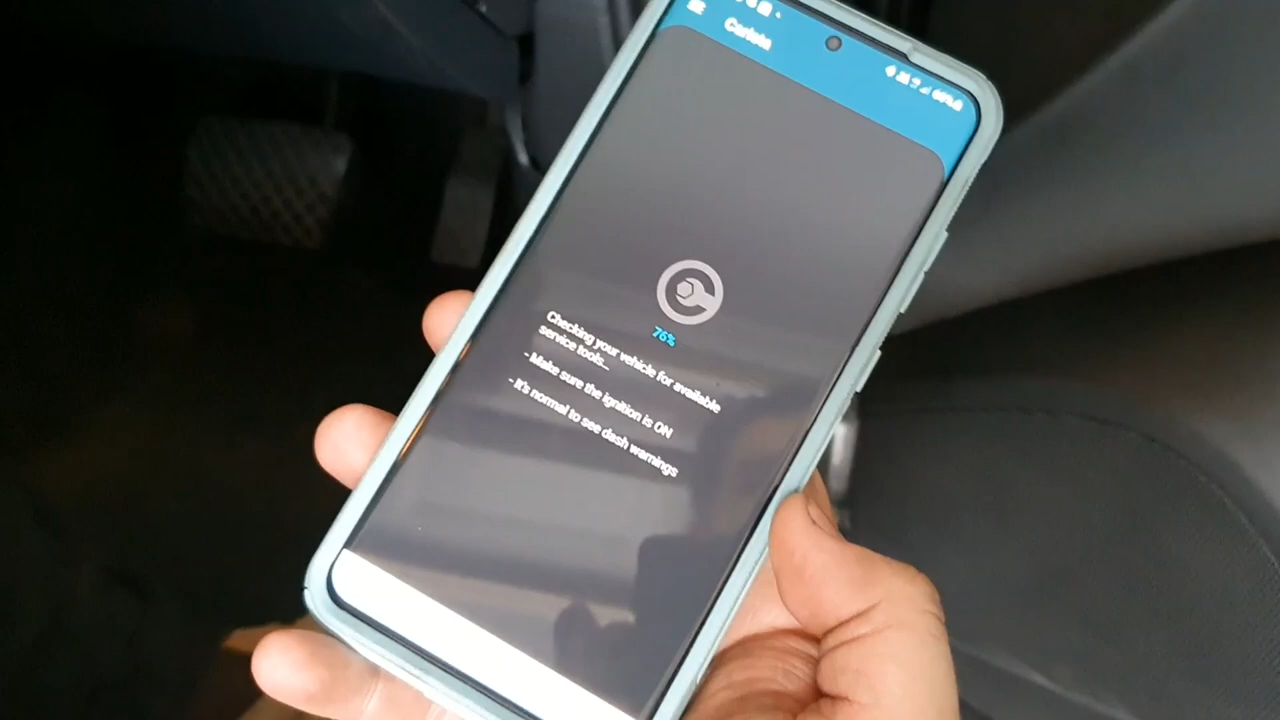 Carista
76%
Checking your vehicle for available
service tools...
- Make sure the ignition is ON
- It's normal to see dash warnings